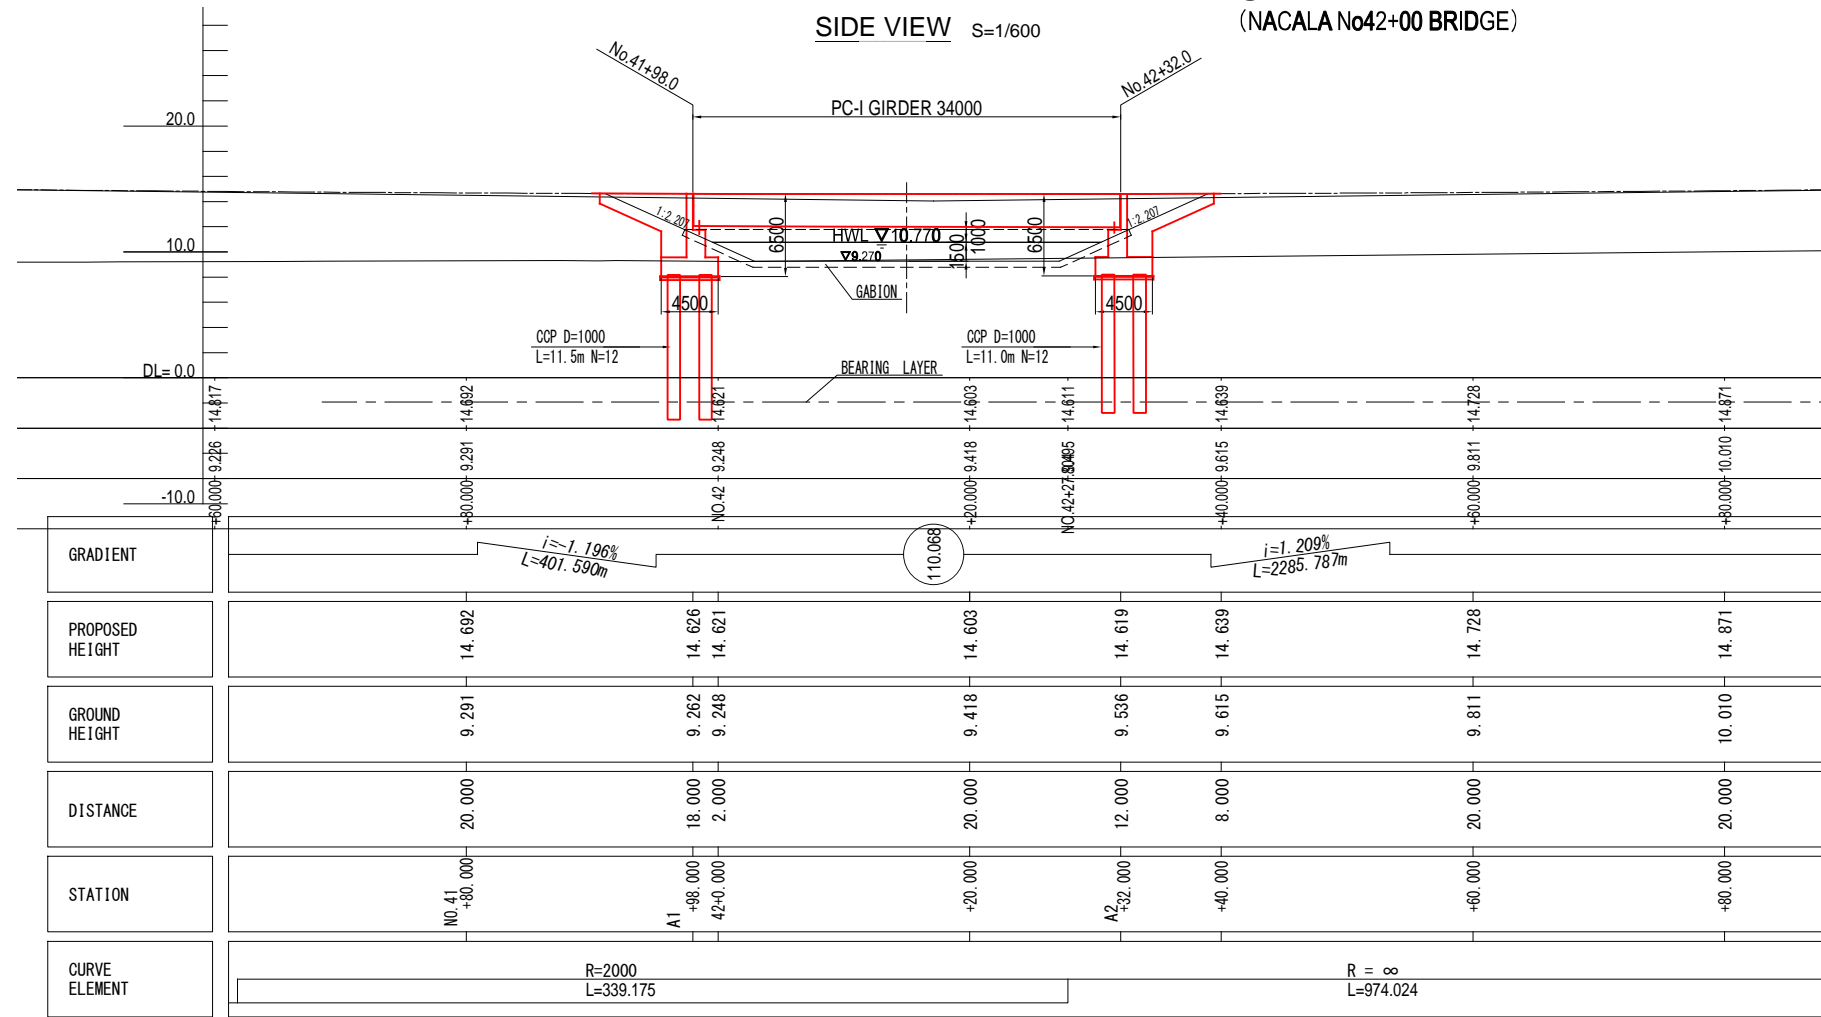 SIDE VIEW S=1/600
(NACALA No42+00 BRIDGE)
No.41+98.0
No.42+32.0
PC-I GIRDER 34000
20.0
10.0
DL= 0.0
-10.0
1:2.207
1:2.207
6500
HWL ▽10.770
▽9.270
1500
1000
6500
GABION
4500
4500
CCP D=1000
L=11.5m N=12
CCP D=1000
L=11.0m N=12
BEARING LAYER
14.817
14.692
14.621
14.603
14.611
14.639
14.728
14.871
9.226
9.291
9.248
9.418
9.615
9.811
10.010
+60.000
+80.000
NO.42
+20.000
NO.42+27.804
+40.000
+60.000
+80.000
GRADIENT
i=-1.196%
L=401.590m
110.068
i=1.209%
L=2285.787m
PROPOSED
HEIGHT
14.692
14.626
14.621
14.603
14.619
14.639
14.728
14.871
GROUND
HEIGHT
9.291
9.262
9.248
9.418
9.536
9.615
9.811
10.010
DISTANCE
20.000
18.000
2.000
20.000
12.000
8.000
20.000
20.000
STATION
NO.41
+80.000
A1
+98.000
42+0.000
+20.000
A2
+32.000
+40.000
+60.000
+80.000
CURVE
ELEMENT
R=2000
L=339.175
R = ∞
L=974.024